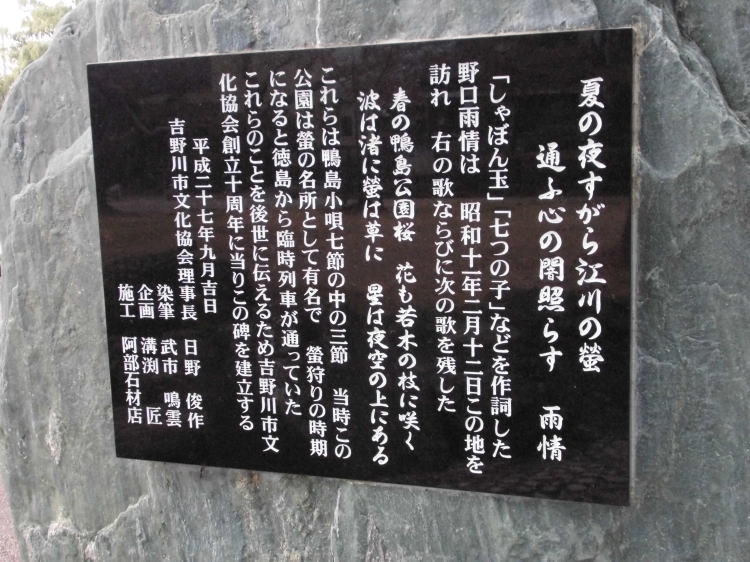 夏の夜すがら江川の螢
通ふ心の闇照らす　雨情
「しゃぼん玉」「七つの子」などを作詞した
野口雨情は　昭和十一年二月十二日この地を
訪れ　右の歌ならびに次の歌を残した
春の鴨島公園桜　花も若木の枝に咲く
波は渚に螢は草に　星は夜空の上にある
これらは鴨島小唄七節の中の三節　当時この
公園は螢の名所として有名で　螢狩りの時期
になると徳島から臨時列車が通っていた
これらのことを後世に伝えるため吉野川市文
化協会創立十周年に当りこの碑を建立する
平成二十七年九月吉日
吉野川市文化協会理事長　日野　俊作
染筆　武市　鳴雲
企画　溝渕　匠
施工　阿部石材店